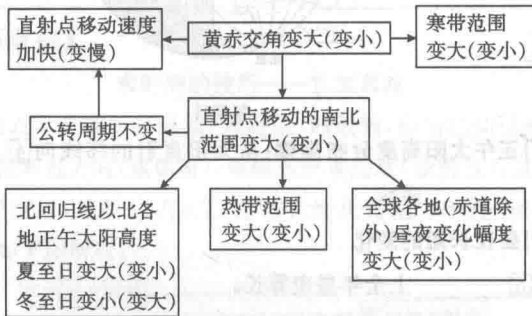 直射点移动速度
加快(变慢)
黄赤交角变大(变小)
寒带范围
变大(变小)
公转周期不变
直射点移动的南北
范围变大(变小)
北回归线以北各
地正午太阳高度
夏至日变大(变小)
冬至日变小(变大)
热带范围
变大(变小)
全球各地(赤道除
外)昼夜变化幅度
变大(变小)